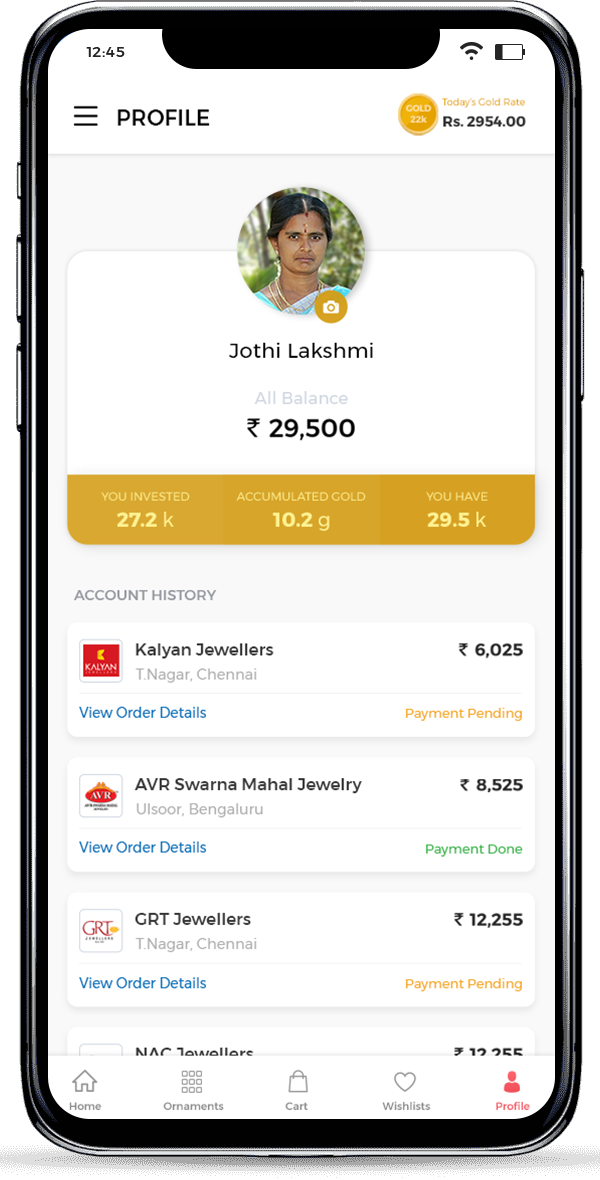 12:45
PROFILE
GOLD
22k
Today's Gold Rate
Rs. 2954.00
Jothi Lakshmi
All Balance
₹ 29,500
YOU INVESTED
27.2 k
ACCUMULATED GOLD
10.2 g
YOU HAVE
29.5 k
ACCOUNT HISTORY
KALYAN
JEWELLERS
Kalyan Jewellers
₹ 6,025
T.Nagar, Chennai
View Order Details
Payment Pending
AVR
AVR Swarna Mahal Jewelry
₹ 8,525
Ulsoor, Bengaluru
View Order Details
Payment Done
GRT
JEWELLERS
GRT Jewellers
₹ 12,255
T.Nagar, Chennai
View Order Details
Payment Pending
NAC Jewellers
₹ 12,255
Home
Ornaments
Cart
Wishlists
Profile